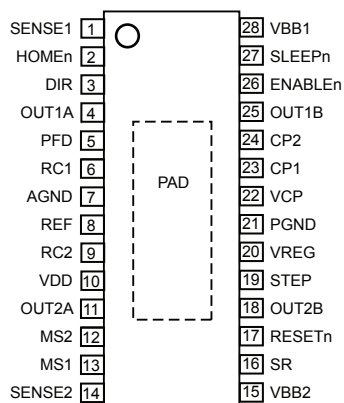 SENSE1 1 28 VBB1
HOMEn 2 27 SLEEPn
DIR 3 26 ENABLEn
OUT1A 4 25 OUT1B
PFD 5 24 CP2
RC1 6 23 CP1
PAD
AGND 7 22 VCP
REF 8 21 PGND
RC2 9 20 VREG
VDD 10 19 STEP
OUT2A 11 18 OUT2B
MS2 12 17 RESETn
MS1 13 16 SR
SENSE2 14 15 VBB2